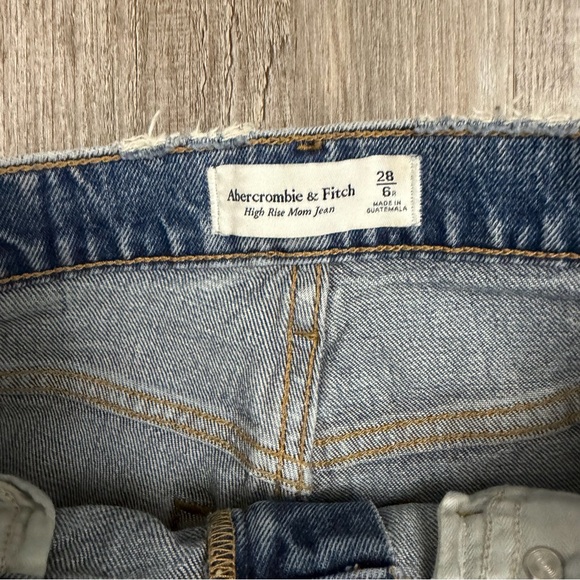 Abercrombie & Fitch
High Rise Mom Jean
28
6R
MADE IN
GUATEMALA